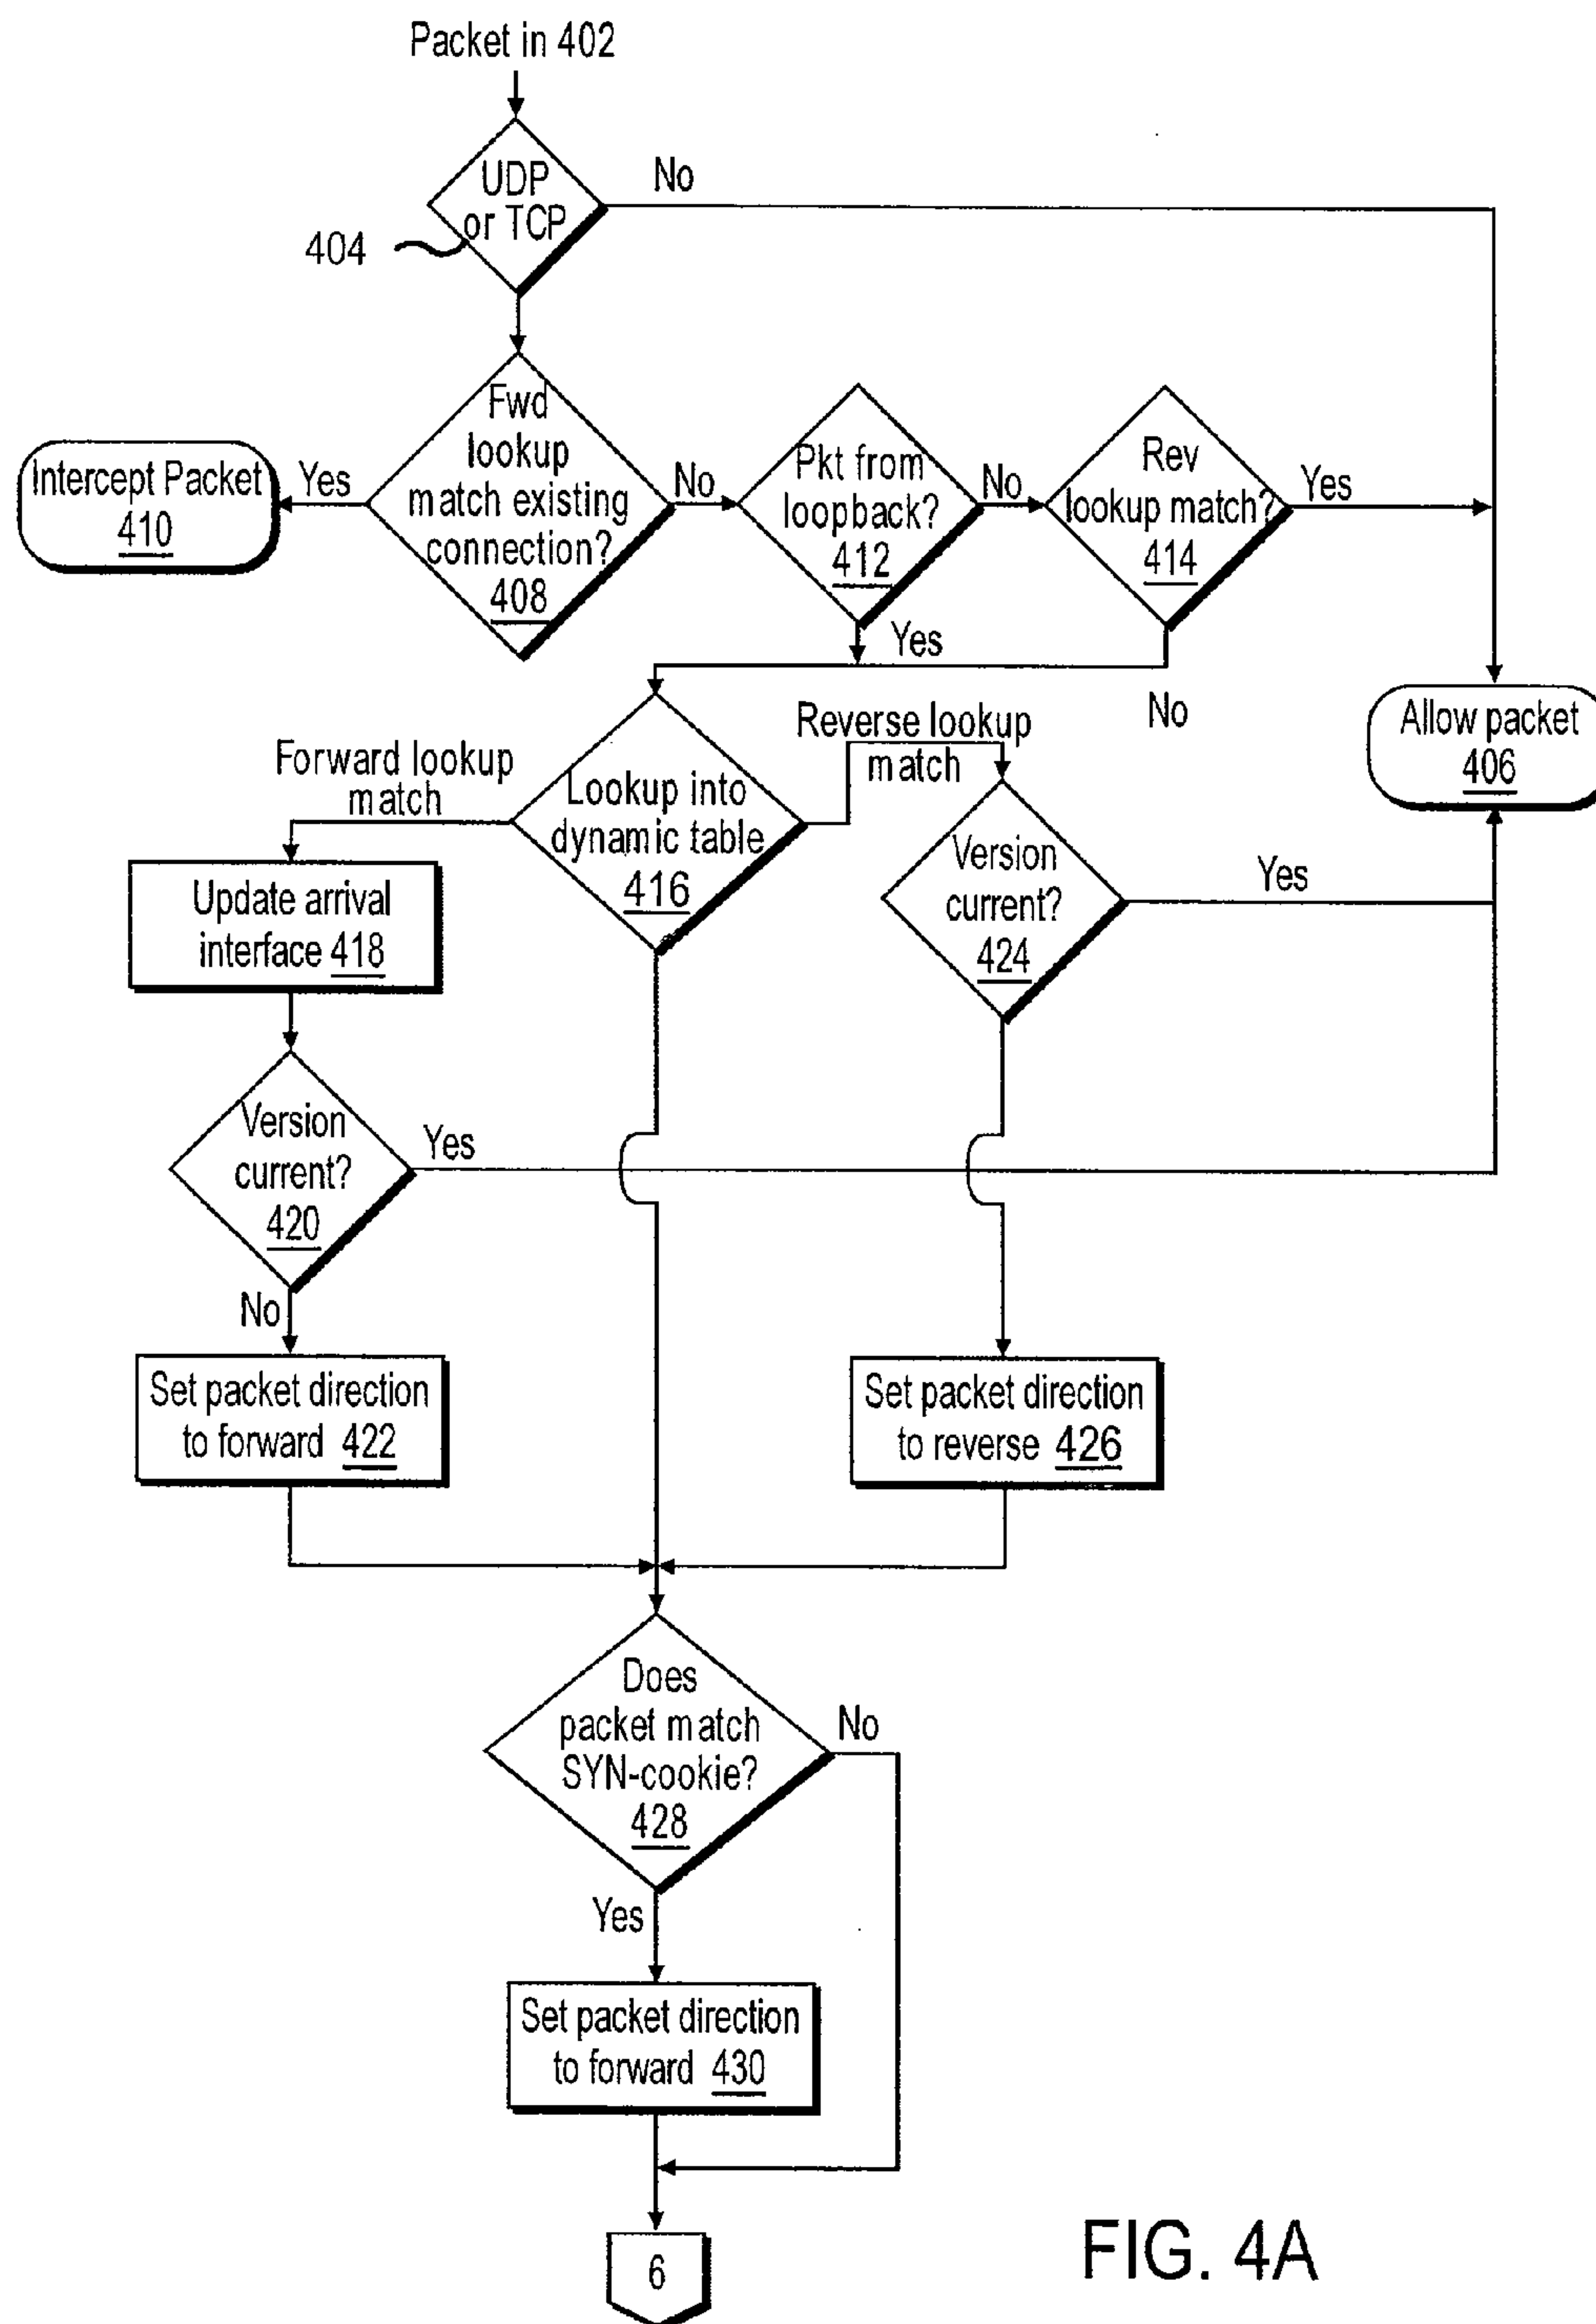 Packet in 402
UDP
or TCP
No
404
Fwd
lookup
match existing
connection?
408
Yes
Intercept Packet
410
No
Pkt from
loopback?
412
No
Rev
lookup match?
414
Yes
Yes
No
Allow packet
406
Reverse lookup
match
Forward lookup
match
Lookup into
dynamic table
416
Version
current?
424
Yes
Update arrival
interface 418
Version
current?
420
Yes
No
Set packet direction
to forward 422
Set packet direction
to reverse 426
Does
packet match
SYN-cookie?
428
No
Yes
Set packet direction
to forward 430
6
FIG. 4A